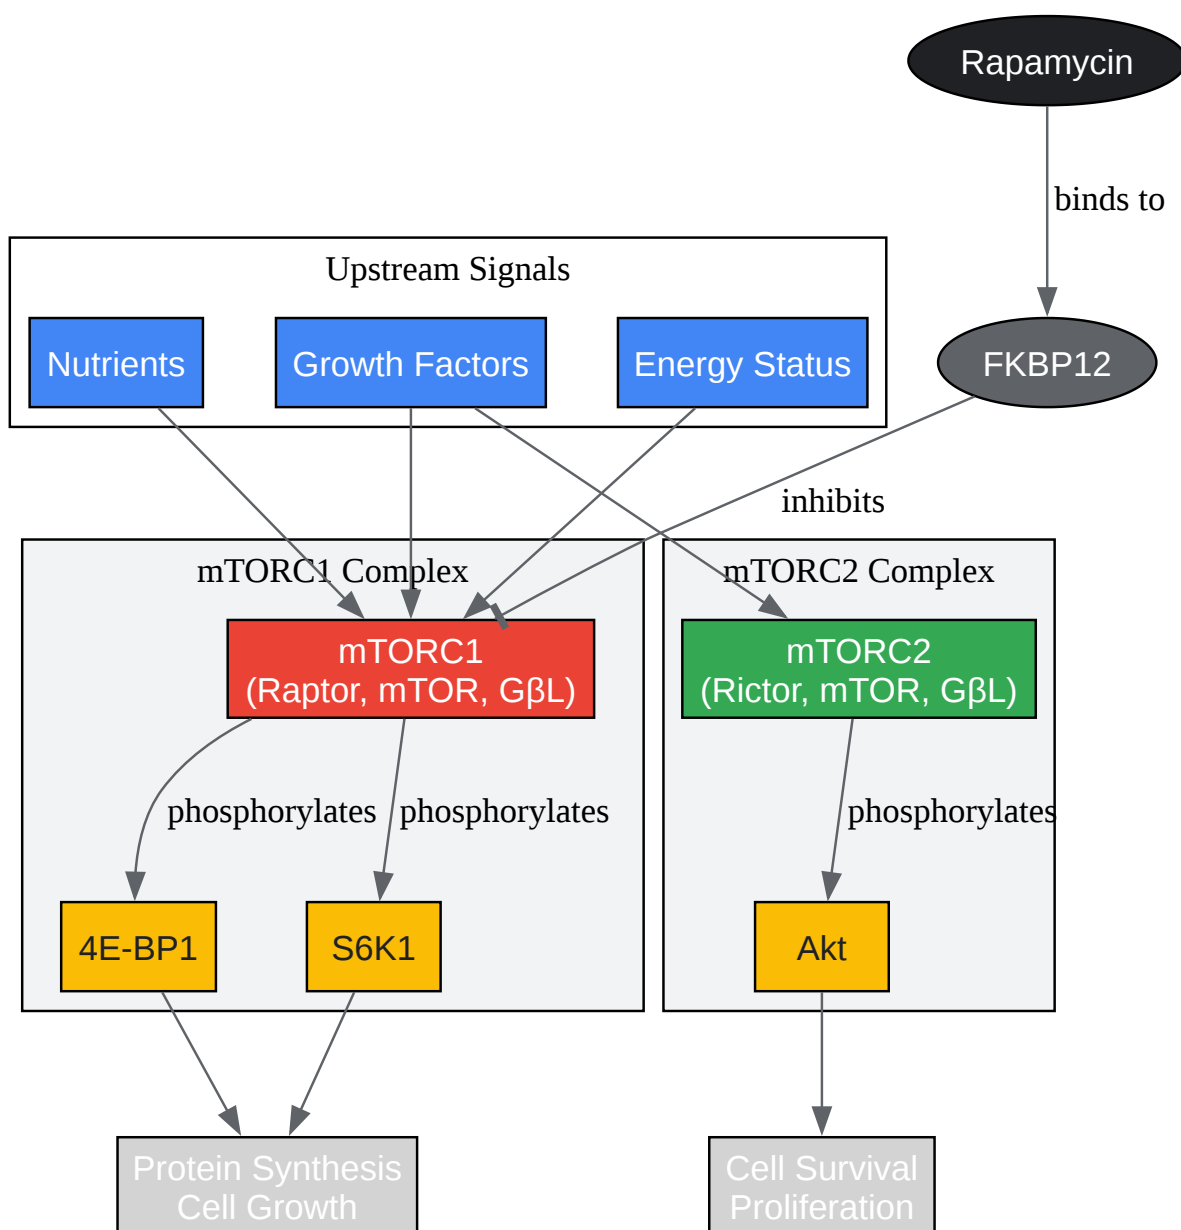 Rapamycin
binds to
Upstream Signals
Nutrients
Growth Factors
Energy Status
FKBP12
inhibits
mTORC1 Complex
mTORC2 Complex
mTORC1
(Raptor, mTOR, GβL)
mTORC2
(Rictor, mTOR, GβL)
phosphorylates
phosphorylates
phosphorylates
4E-BP1
S6K1
Akt
Protein Synthesis
Cell Growth
Cell Survival
Proliferation